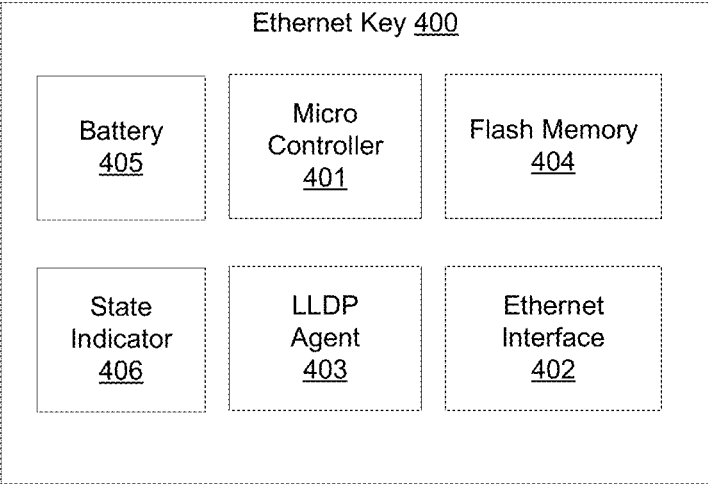 Ethernet Key 400
Battery
405
Micro
Controller
401
Flash Memory
404
State
Indicator
406
LLDP
Agent
403
Ethernet
Interface
402